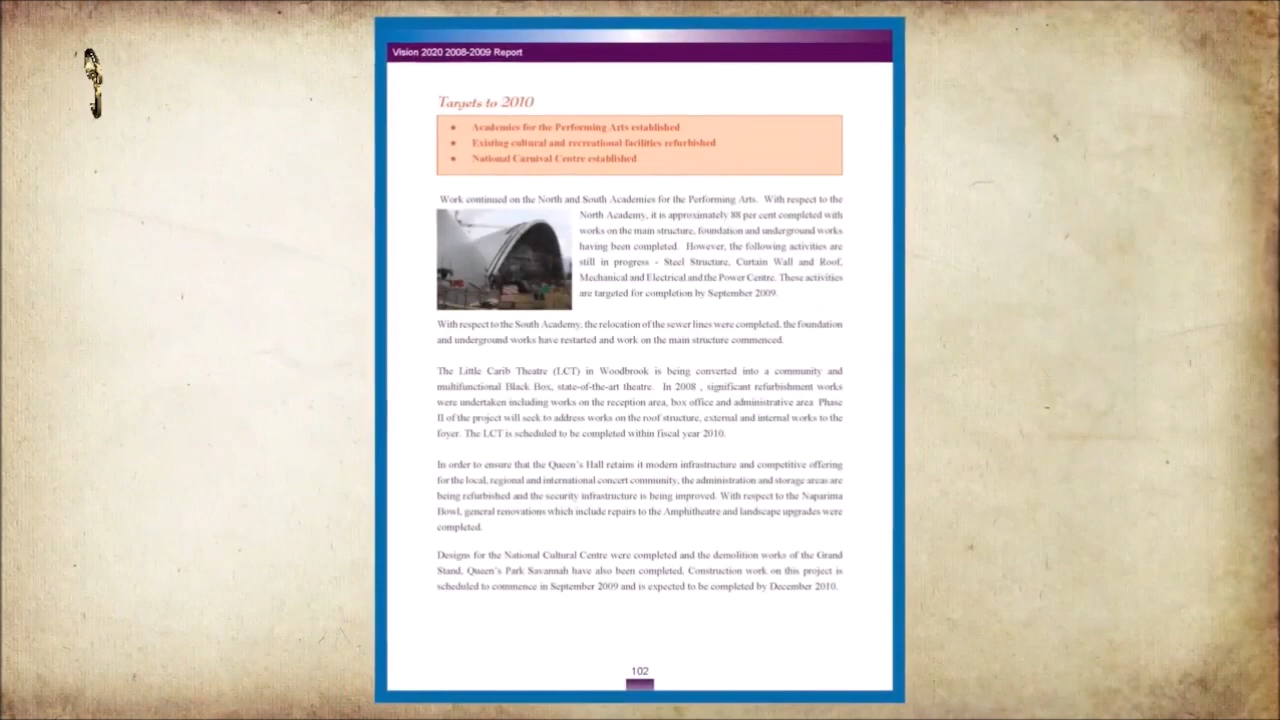 Vision 2020 2008-2009 Report
Targets to 2010
• Academies for the Performing Arts established
• Existing cultural and recreational facilities refurbished
• National Carnival Centre established
Work continued on the North and South Academies for the Performing Arts. With respect to the
North Academy, it is approximately 88 per cent completed with
works on the main structure, foundation and underground works
having been completed. However, the following activities are
still in progress - Steel Structure, Curtain Wall and Roof,
Mechanical and Electrical and the Power Centre. These activities
are targeted for completion by September 2009.
With respect to the South Academy, the relocation of the sewer lines were completed, the foundation
and underground works have restarted and work on the main structure commenced.
The Little Carib Theatre (LCT) in Woodbrook is being converted into a community and
multifunctional Black Box, state-of-the-art theatre. In 2008 , significant refurbishment works
were undertaken including works on the reception area, box office and administrative area Phase
II of the project will seek to address works on the roof structure, external and internal works to the
foyer. The LCT is scheduled to be completed within fiscal year 2010.
In order to ensure that the Queen's Hall retains it modern infrastructure and competitive offering
for the local, regional and international concert community, the administration and storage areas are
being refurbished and the security infrastructure is being improved. With respect to the Naparima
Bowl, general renovations which include repairs to the Amphitheatre and landscape upgrades were
completed.
Designs for the National Cultural Centre were completed and the demolition works of the Grand
Stand, Queen's Park Savannah have also been completed. Construction work on this project is
scheduled to commence in September 2009 and is expected to be completed by December 2010.
102